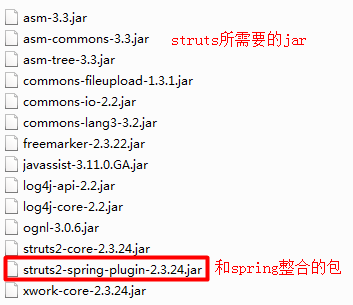 asm-3.3.jar
asm-commons-3.3.jar
struts所需要的jar
asm-tree-3.3.jar
commons-fileupload-1.3.1.jar
commons-io-2.2.jar
commons-lang3-3.2.jar
freemarker-2.3.22.jar
javassist-3.11.0.GA.jar
log4j-api-2.2.jar
log4j-core-2.2.jar
ognl-3.0.6.jar
struts2-core-2.3.24.jar
struts2-spring-plugin-2.3.24.jar
和spring整合的包
xwork-core-2.3.24.jar